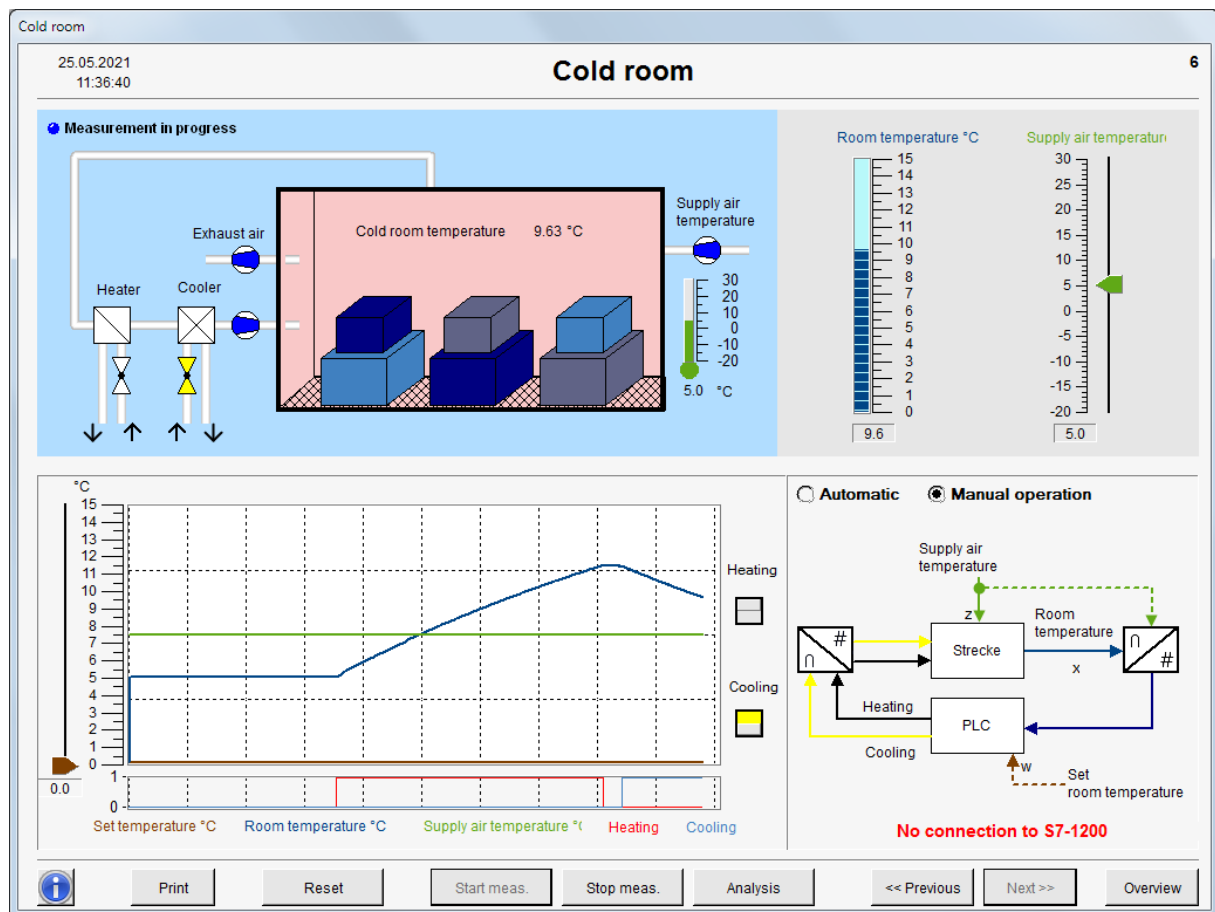 Cold room
25.05.2021
11:36:40
Cold room
6
Measurement in progress
Exhaust air
Heater
Cooler
Cold room temperature 9.63 °C
Supply air
temperature
30
20
10
0
-10
-20
5.0 °C
Room temperature °C
15
14
13
12
11
10
9
8
7
6
5
4
3
2
1
0
9.6
Supply air temperatur
30
25
20
15
10
5
0
-5
-10
-15
-20
5.0
°C
15
14
13
12
11
10
9
8
7
6
5
4
3
2
1
0
0.0
1
0
Set temperature °C Room temperature °C Supply air temperature °( Heating Cooling
Heating
Cooling
Automatic Manual operation
Supply air
temperature
z
Room
temperature
#
∩
Strecke
∩
#
x
Heating
PLC
Cooling
w
Set
room temperature
No connection to S7-1200
i
Print Reset Start meas. Stop meas. Analysis << Previous Next >> Overview